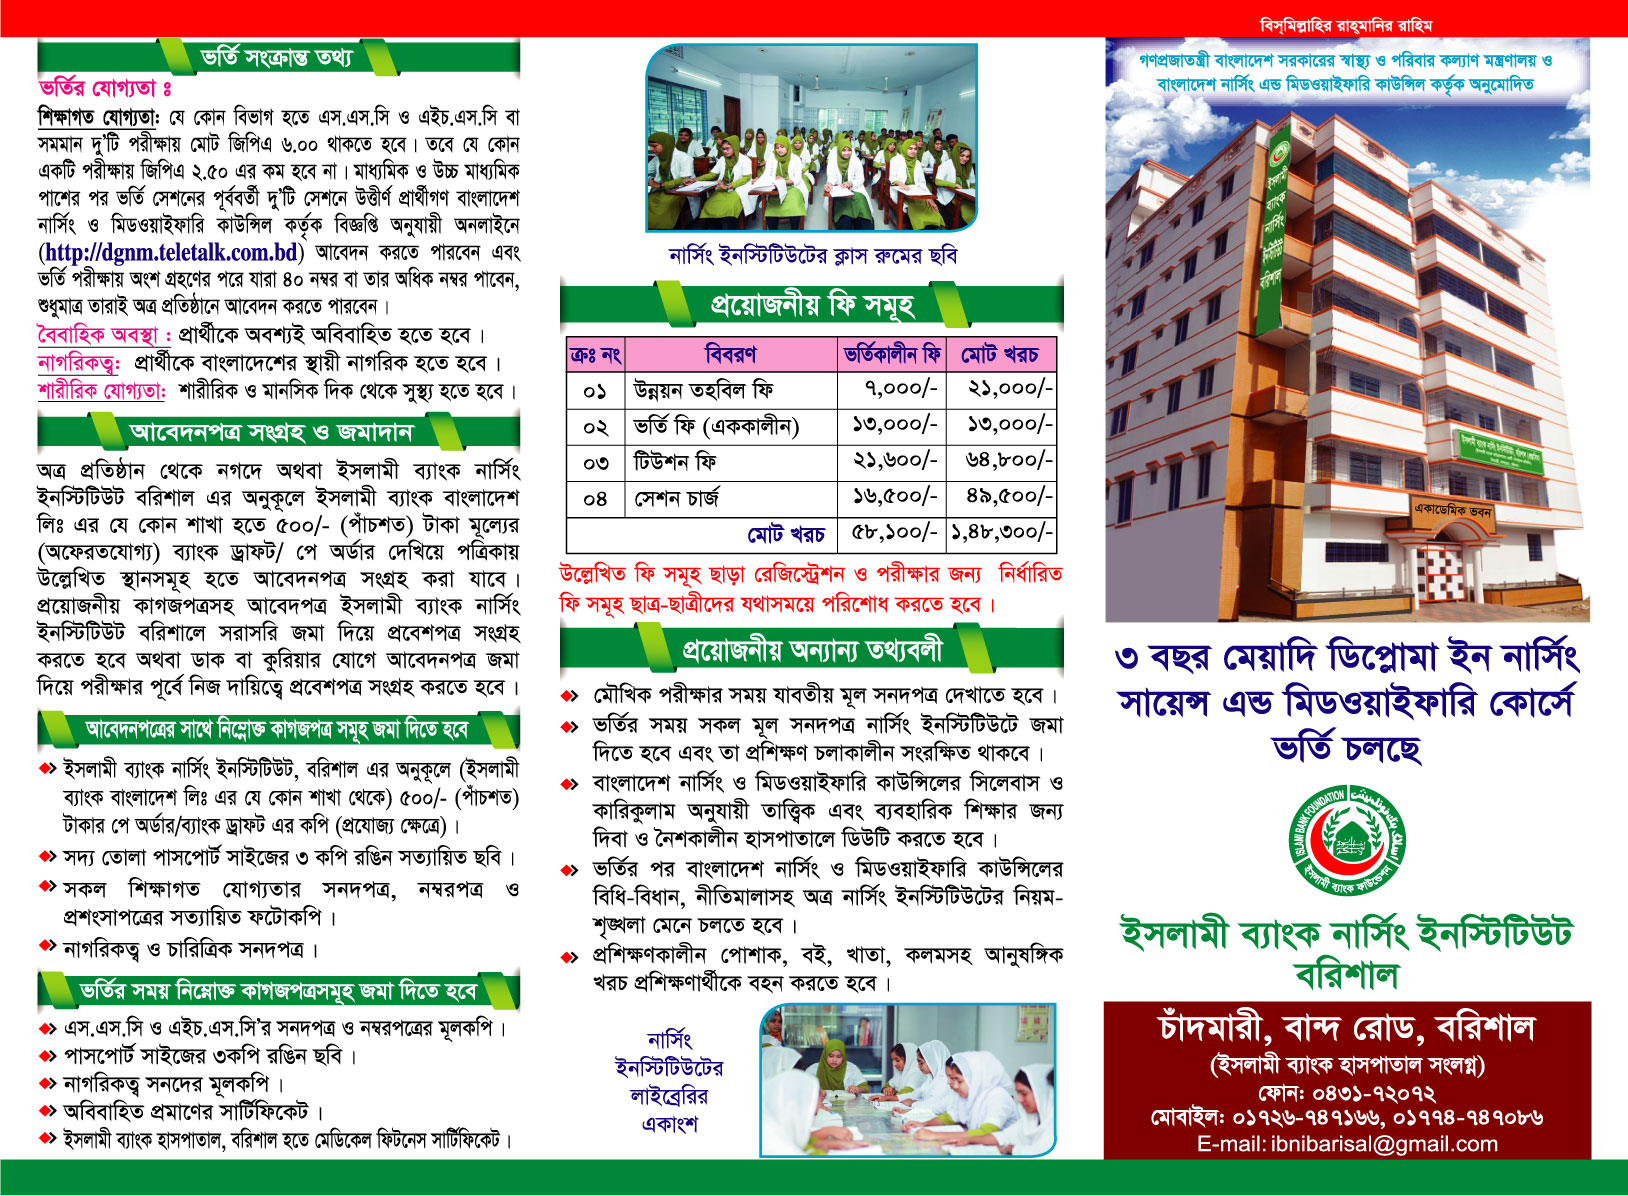 বিস্‌মিল্লাহির রাহ্‌মানির রাহিম
ভর্তি সংক্রান্ত তথ্য
ভর্তির যোগ্যতা ঃ
শিক্ষাগত যোগ্যতা: যে কোন বিভাগ হতে এস.এস.সি ও এইচ.এস.সি বা
সমমান দু'টি পরীক্ষায় মোট জিপিএ ৬.০০ থাকতে হবে। তবে যে কোন
একটি পরীক্ষায় জিপিএ ২.৫০ এর কম হবে না। মাধ্যমিক ও উচ্চ মাধ্যমিক
পাশের পর ভর্তি সেশনের পূর্ববর্তী দু'টি সেশনে উত্তীর্ণ প্রার্থীগণ বাংলাদেশ
নার্সিং ও মিডওয়াইফারি কাউন্সিল কর্তৃক বিজ্ঞপ্তি অনুযায়ী অনলাইনে
(http://dgnm.teletalk.com.bd) আবেদন করতে পারবেন এবং
ভর্তি পরীক্ষায় অংশ গ্রহণের পরে যারা ৪০ নম্বর বা তার অধিক নম্বর পাবেন,
শুধুমাত্র তারাই অত্র প্রতিষ্ঠানে আবেদন করতে পারবেন।
বৈবাহিক অবস্থা : প্রার্থীকে অবশ্যই অবিবাহিত হতে হবে।
নাগরিকত্ব: প্রার্থীকে বাংলাদেশের স্থায়ী নাগরিক হতে হবে।
শারীরিক যোগ্যতা: শারীরিক ও মানসিক দিক থেকে সুস্থ্য হতে হবে।
আবেদনপত্র সংগ্রহ ও জমাদান
অত্র প্রতিষ্ঠান থেকে নগদে অথবা ইসলামী ব্যাংক নার্সিং
ইনস্টিটিউট বরিশাল এর অনুকূলে ইসলামী ব্যাংক বাংলাদেশ
লিঃ এর যে কোন শাখা হতে ৫০০/- (পাঁচশত) টাকা মূল্যের
(অফেরতযোগ্য) ব্যাংক ড্রাফট/ পে অর্ডার দেখিয়ে পত্রিকায়
উল্লেখিত স্থানসমূহ হতে আবেদনপত্র সংগ্রহ করা যাবে।
প্রয়োজনীয় কাগজপত্রসহ আবেদপত্র ইসলামী ব্যাংক নার্সিং
ইনস্টিটিউট বরিশালে সরাসরি জমা দিয়ে প্রবেশপত্র সংগ্রহ
করতে হবে অথবা ডাক বা কুরিয়ার যোগে আবেদনপত্র জমা
দিয়ে পরীক্ষার পূর্বে নিজ দায়িত্বে প্রবেশপত্র সংগ্রহ করতে হবে।
আবেদনপত্রের সাথে নিম্নোক্ত কাগজপত্র সমূহ জমা দিতে হবে
ইসলামী ব্যাংক নার্সিং ইনস্টিটিউট, বরিশাল এর অনুকূলে (ইসলামী
ব্যাংক বাংলাদেশ লিঃ এর যে কোন শাখা থেকে) ৫০০/- (পাঁচশত)
টাকার পে অর্ডার/ব্যাংক ড্রাফট এর কপি (প্রযোজ্য ক্ষেত্রে)।
সদ্য তোলা পাসপোর্ট সাইজের ৩ কপি রঙিন সত্যায়িত ছবি।
সকল শিক্ষাগত যোগ্যতার সনদপত্র, নম্বরপত্র ও
প্রশংসাপত্রের সত্যায়িত ফটোকপি।
নাগরিকত্ব ও চারিত্রিক সনদপত্র।
ভর্তির সময় নিম্নোক্ত কাগজপত্রসমূহ জমা দিতে হবে
এস.এস.সি ও এইচ.এস.সি'র সনদপত্র ও নম্বরপত্রের মূলকপি।
পাসপোর্ট সাইজের ৩কপি রঙিন ছবি।
নাগরিকত্ব সনদের মূলকপি।
অবিবাহিত প্রমাণের সার্টিফিকেট।
ইসলামী ব্যাংক হাসপাতাল, বরিশাল হতে মেডিকেল ফিটনেস সার্টিফিকেট।
নার্সিং ইনস্টিটিউটের ক্লাস রুমের ছবি
প্রয়োজনীয় ফি সমূহ
ক্রঃ নং বিবরণ ভর্তিকালীন ফি মোট খরচ
০১ উন্নয়ন তহবিল ফি ৭,০০০/- ২১,০০০/-
০২ ভর্তি ফি (এককালীন) ১৩,০০০/- ১৩,০০০/-
০৩ টিউশন ফি ২১,৬০০/- ৬৪,৮০০/-
০৪ সেশন চার্জ ১৬,৫০০/- ৪৯,৫০০/-
মোট খরচ ৫৮,১০০/- ১,৪৮,৩০০/-
উল্লেখিত ফি সমূহ ছাড়া রেজিস্ট্রেশন ও পরীক্ষার জন্য নির্ধারিত
ফি সমূহ ছাত্র-ছাত্রীদের যথাসময়ে পরিশোধ করতে হবে।
প্রয়োজনীয় অন্যান্য তথ্যবলী
মৌখিক পরীক্ষার সময় যাবতীয় মূল সনদপত্র দেখাতে হবে।
ভর্তির সময় সকল মূল সনদপত্র নার্সিং ইনস্টিটিউটে জমা
দিতে হবে এবং তা প্রশিক্ষণ চলাকালীন সংরক্ষিত থাকবে।
বাংলাদেশ নার্সিং ও মিডওয়াইফারি কাউন্সিলের সিলেবাস ও
কারিকুলাম অনুযায়ী তাত্ত্বিক এবং ব্যবহারিক শিক্ষার জন্য
দিবা ও নৈশকালীন হাসপাতালে ডিউটি করতে হবে।
ভর্তির পর বাংলাদেশ নার্সিং ও মিডওয়াইফারি কাউন্সিলের
বিধি-বিধান, নীতিমালাসহ অত্র নার্সিং ইনস্টিটিউটের নিয়ম-
শৃঙ্খলা মেনে চলতে হবে।
প্রশিক্ষণকালীন পোশাক, বই, খাতা, কলমসহ আনুষঙ্গিক
খরচ প্রশিক্ষণার্থীকে বহন করতে হবে।
নার্সিং
ইনস্টিটিউটের
লাইব্রেরির
একাংশ
গণপ্রজাতন্ত্রী বাংলাদেশ সরকারের স্বাস্থ্য ও পরিবার কল্যাণ মন্ত্রণালয় ও
বাংলাদেশ নার্সিং এন্ড মিডওয়াইফারি কাউন্সিল কর্তৃক অনুমোদিত
ইসলামী ব্যাংক নার্সিং ইনস্টিটিউট বরিশাল
একাডেমিক ভবন
৩ বছর মেয়াদি ডিপ্লোমা ইন নার্সিং
সায়েন্স এন্ড মিডওয়াইফারি কোর্সে
ভর্তি চলছে
ISLAMI BANK FOUNDATION
ইসলামী ব্যাংক ফাউন্ডেশন
ইসলামী ব্যাংক নার্সিং ইনস্টিটিউট
বরিশাল
চাঁদমারী, বান্দ রোড, বরিশাল
(ইসলামী ব্যাংক হাসপাতাল সংলগ্ন)
ফোন: ০৪৩১-৭২০৭২
মোবাইল: ০১৭২৬-৭৪৭১৬৬, ০১৭৭৪-৭৪৭০৮৬
E-mail: ibnibarisal@gmail.com